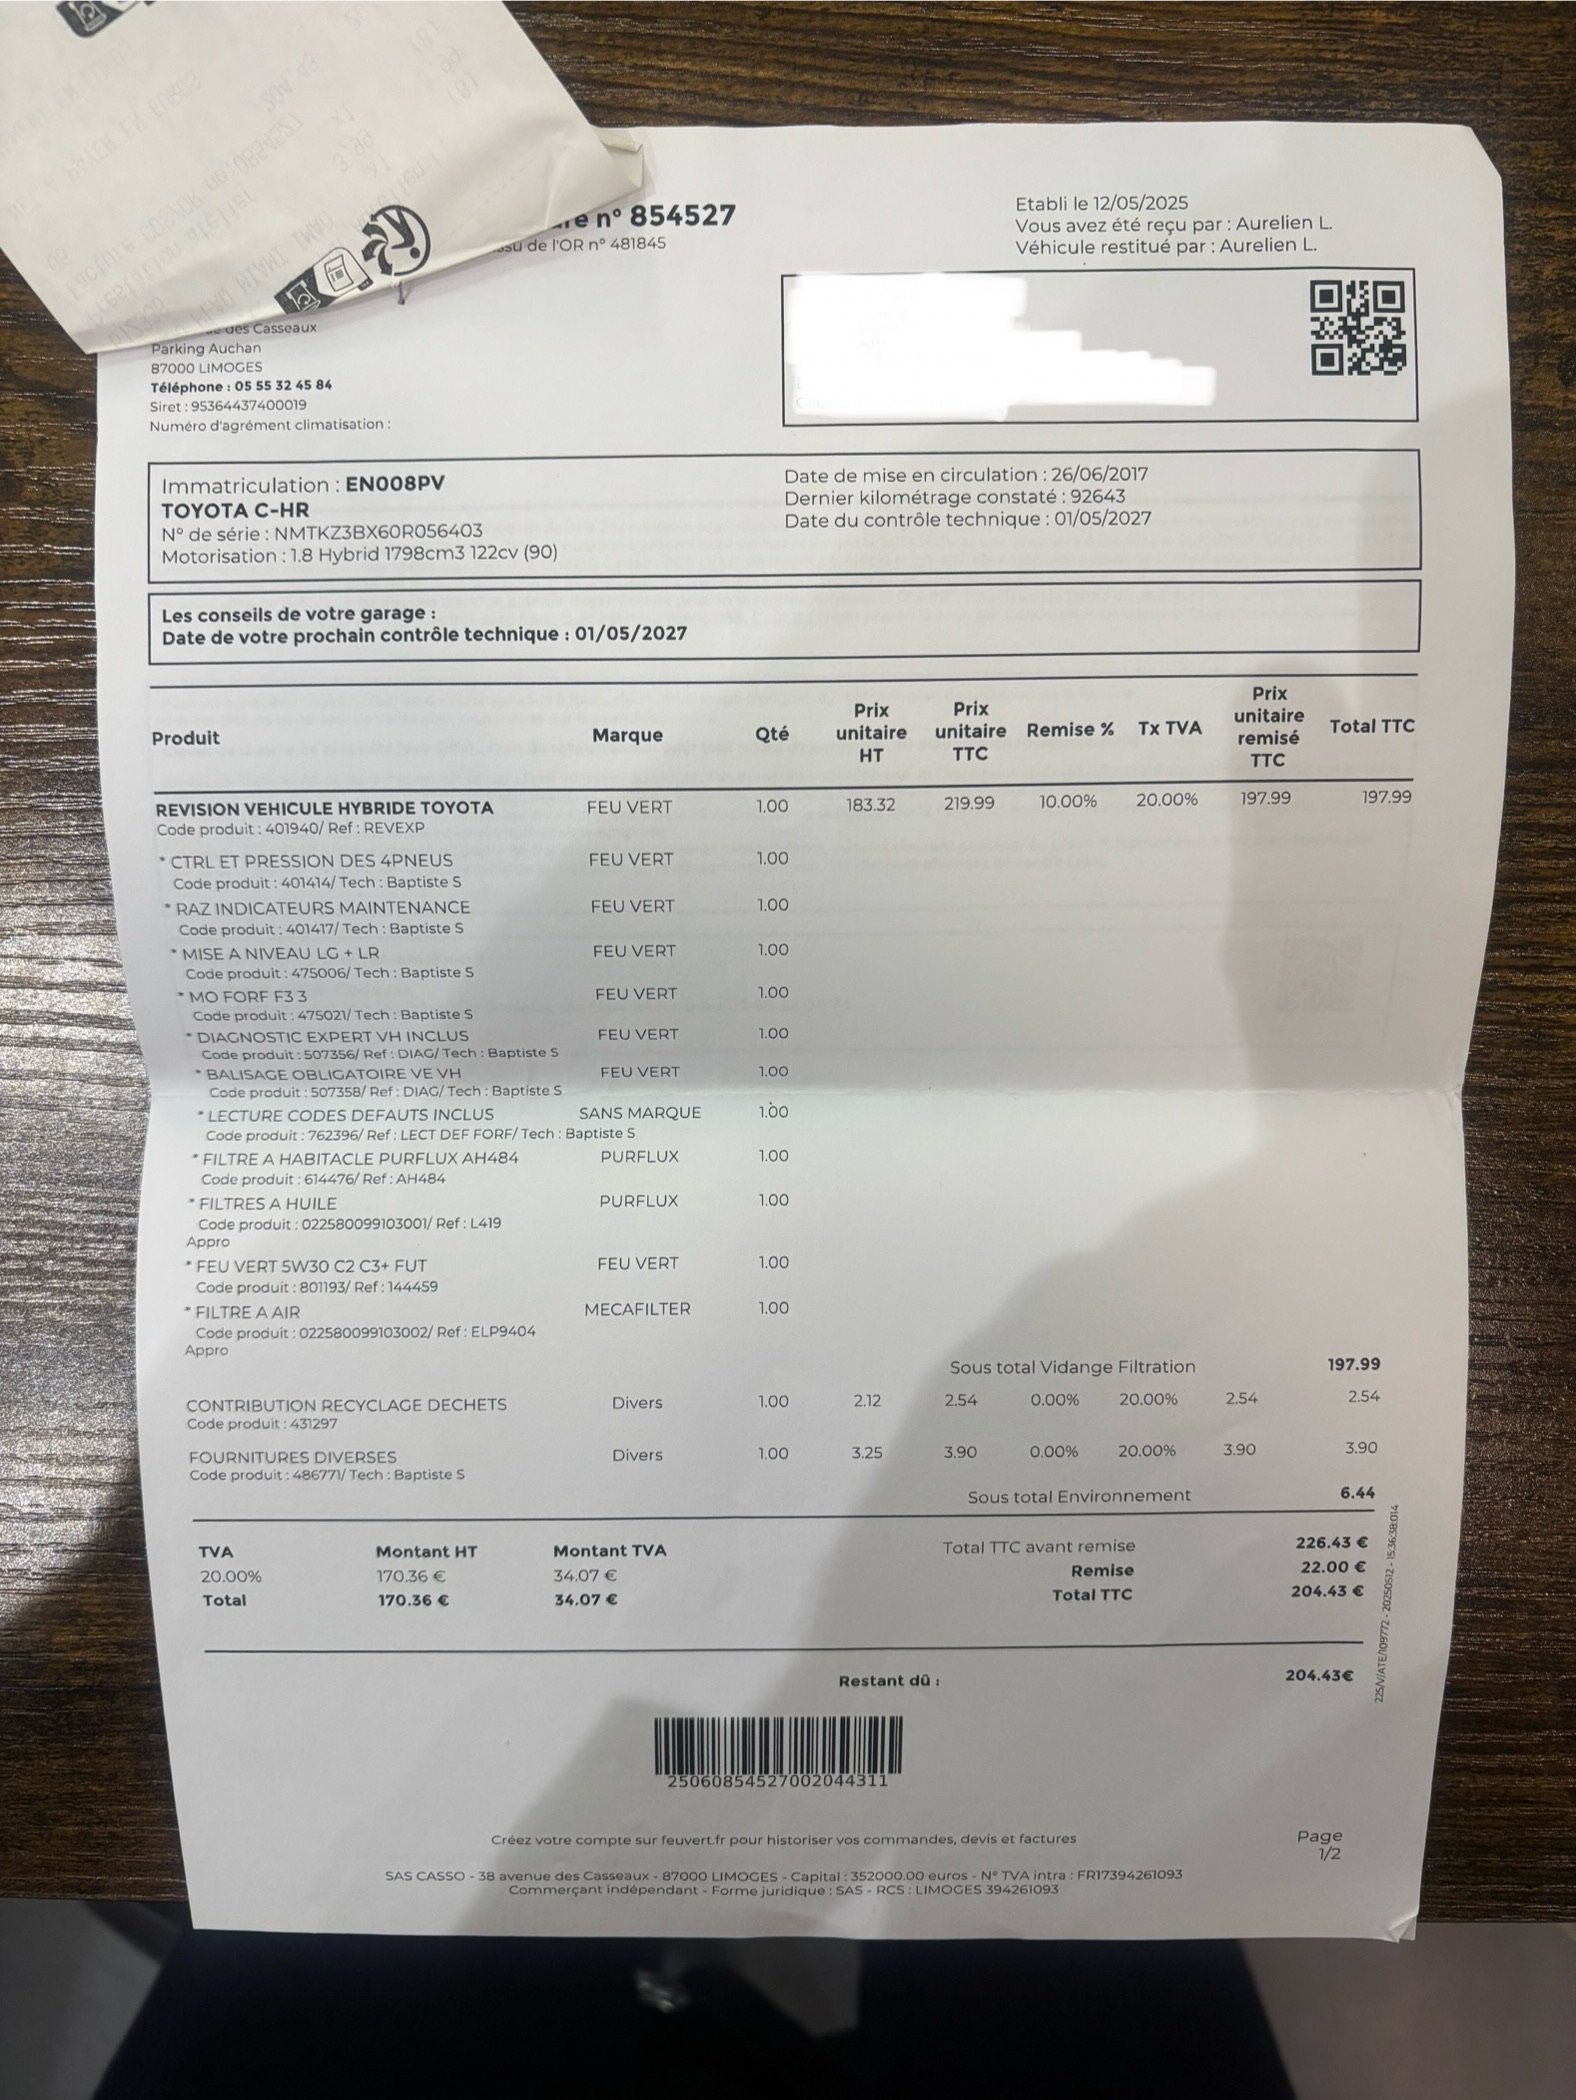 n° 854527
de l'OR n° 481845
Etabli le 12/05/2025
Vous avez été reçu par : Aurelien L.
Véhicule restitué par : Aurelien L.
des Casseaux
Parking Auchan
87000 LIMOGES
Téléphone : 05 55 32 45 84
Siret : 95364437400019
Numéro d'agrément climatisation :
Immatriculation : EN008PV
TOYOTA C-HR
N° de série : NMTKZ3BX60R056403
Motorisation : 1.8 Hybrid 1798cm3 122cv (90)
Date de mise en circulation : 26/06/2017
Dernier kilométrage constaté : 92643
Date du contrôle technique : 01/05/2027
Les conseils de votre garage :
Date de votre prochain contrôle technique : 01/05/2027
Produit Marque Qté Prix unitaire HT Prix unitaire TTC Remise % Tx TVA Prix unitaire remisé TTC Total TTC
REVISION VEHICULE HYBRIDE TOYOTA FEU VERT 1.00 183.32 219.99 10.00% 20.00% 197.99 197.99
Code produit : 401940/ Ref : REVEXP
* CTRL ET PRESSION DES 4PNEUS FEU VERT 1.00
Code produit : 401414/ Tech : Baptiste S
* RAZ INDICATEURS MAINTENANCE FEU VERT 1.00
Code produit : 401417/ Tech : Baptiste S
* MISE A NIVEAU LG + LR FEU VERT 1.00
Code produit : 475006/ Tech : Baptiste S
* MO FORF F3 3 FEU VERT 1.00
Code produit : 475021/ Tech : Baptiste S
* DIAGNOSTIC EXPERT VH INCLUS FEU VERT 1.00
Code produit : 507356/ Ref : DIAG/ Tech : Baptiste S
* BALISAGE OBLIGATOIRE VE VH FEU VERT 1.00
Code produit : 507358/ Ref : DIAG/ Tech : Baptiste S
* LECTURE CODES DEFAUTS INCLUS SANS MARQUE 1.00
Code produit : 762396/ Ref : LECT DEF FORF/ Tech : Baptiste S
* FILTRE A HABITACLE PURFLUX AH484 PURFLUX 1.00
Code produit : 614476/ Ref : AH484
* FILTRES A HUILE PURFLUX 1.00
Code produit : 022580099103001/ Ref : L419
Appro
* FEU VERT 5W30 C2 C3+ FUT FEU VERT 1.00
Code produit : 801193/ Ref : 144459
* FILTRE A AIR MECAFILTER 1.00
Code produit : 022580099103002/ Ref : ELP9404
Appro
Sous total Vidange Filtration 197.99
CONTRIBUTION RECYCLAGE DECHETS Divers 1.00 2.12 2.54 0.00% 20.00% 2.54 2.54
Code produit : 431297
FOURNITURES DIVERSES Divers 1.00 3.25 3.90 0.00% 20.00% 3.90 3.90
Code produit : 486771/ Tech : Baptiste S
Sous total Environnement 6.44
TVA Montant HT Montant TVA
20.00% 170.36 € 34.07 €
Total 170.36 € 34.07 €
Total TTC avant remise 226.43 €
Remise 22.00 €
Total TTC 204.43 €
225/V/ATE/109772 - 20250512 - 15:36:38:014
Restant dû : 204.43€
25060854527002044311
Créez votre compte sur feuvert.fr pour historiser vos commandes, devis et factures
Page
1/2
SAS CASSO - 38 avenue des Casseaux - 87000 LIMOGES - Capital : 352000.00 euros - N° TVA intra : FR17394261093
Commerçant indépendant - Forme juridique : SAS - RCS : LIMOGES 394261093